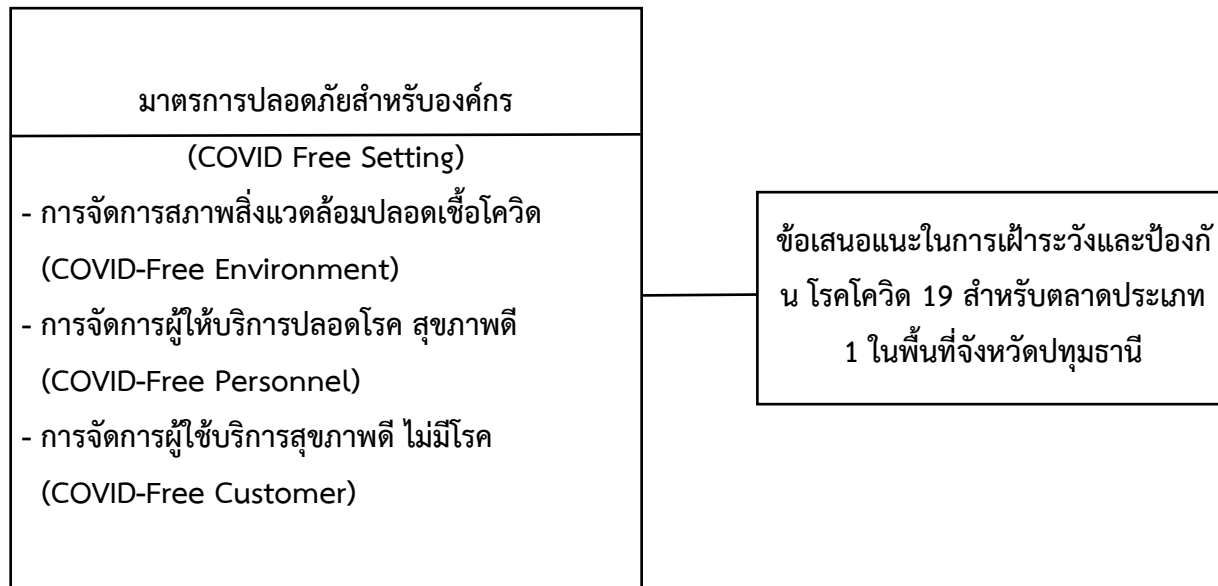 มาตรการปลอดภัยสำหรับองค์กร
(COVID Free Setting)
- การจัดการสภาพสิ่งแวดล้อมปลอดเชื้อโควิด
(COVID-Free Environment)
- การจัดการผู้ให้บริการปลอดโรค สุขภาพดี
(COVID-Free Personnel)
- การจัดการผู้ใช้บริการสุขภาพดี ไม่มีโรค
(COVID-Free Customer)
ข้อเสนอแนะในการเฝ้าระวังและป้องกั
น โรคโควิด 19 สำหรับตลาดประเภท
1 ในพื้นที่จังหวัดปทุมธานี